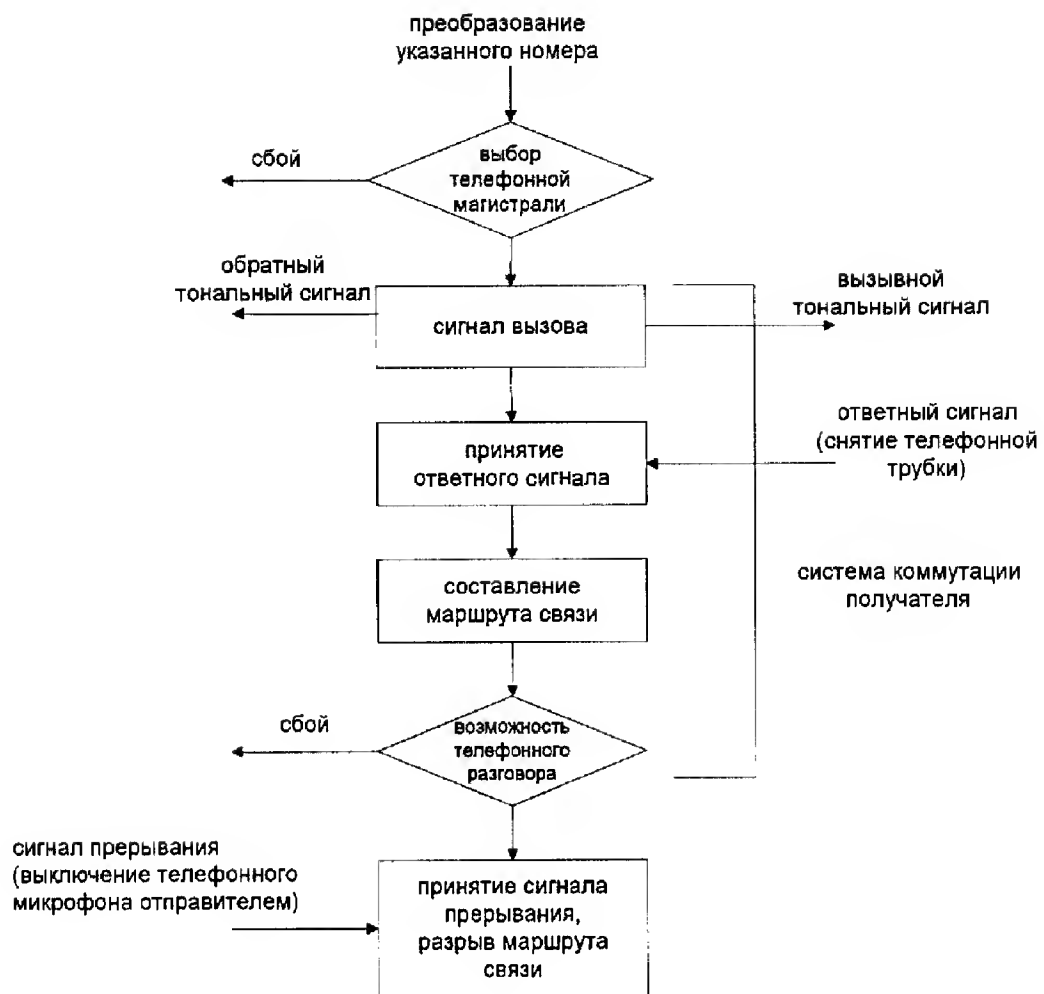 преобразование
указанного номера
сбой
выбор
телефонной
магистрали
обратный
тональный сигнал
вызывной
тональный сигнал
сигнал вызова
ответный сигнал
(снятие телефонной
трубки)
принятие
ответного сигнала
система коммутации
получателя
составление
маршрута связи
сбой
возможность
телефонного
разговора
сигнал прерывания
(выключение телефонного
микрофона отправителем)
принятие сигнала
прерывания,
разрыв маршрута
связи